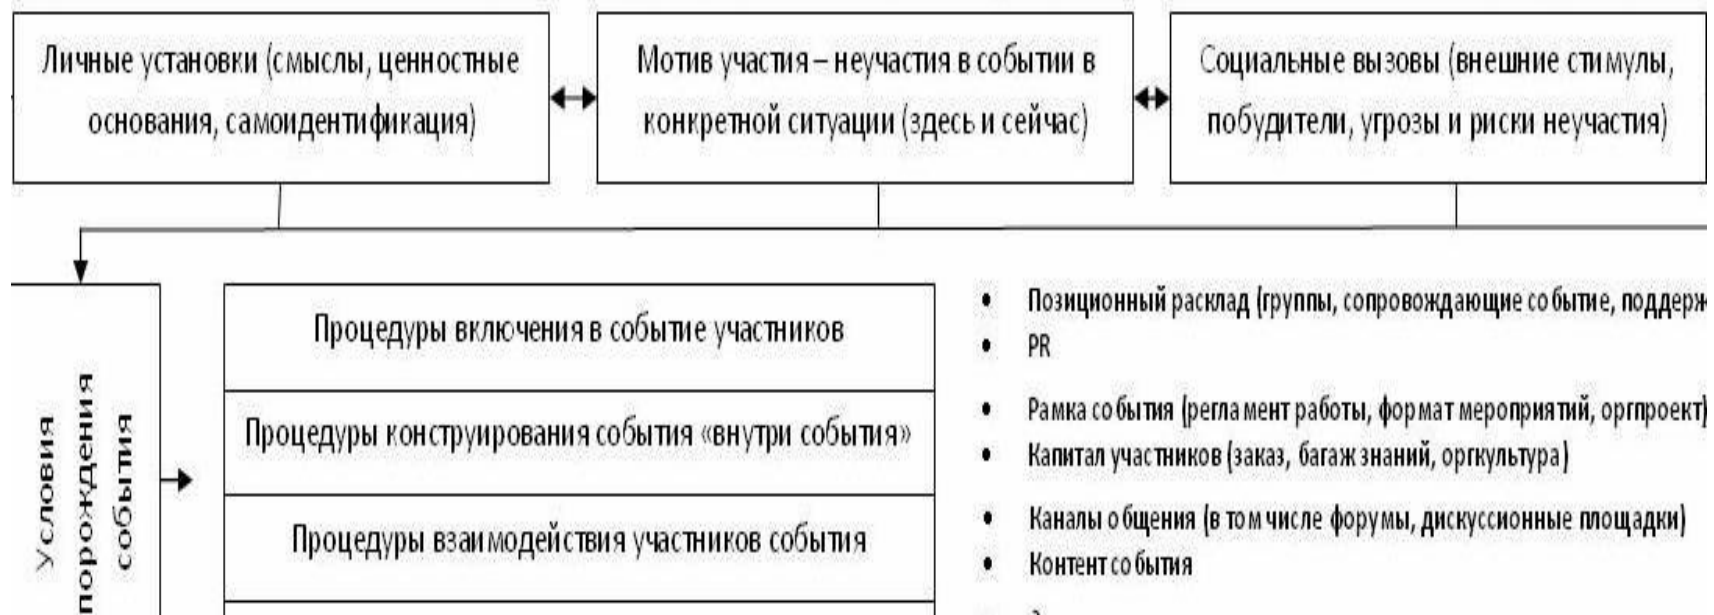 Личные установки (смыслы, ценностные
основания, самоидентификация)
Мотив участия – неучастия в событии в
конкретной ситуации (здесь и сейчас)
Социальные вызовы (внешние стимулы,
побудители, угрозы и риски неучастия)
Условия
порождения
события
Процедуры включения в событие участников
Процедуры конструирования события «внутри события»
Процедуры взаимодействия участников события
• Позиционный расклад (группы, сопровождающие событие,
• PR
• Рамка события (регламент работы, формат мероприятий, оргпроект)
• Капитал участников (заказ, багаж знаний, оргкультура)
• Каналы общения (в том числе форумы, дискуссионные площадки)
• Контент события